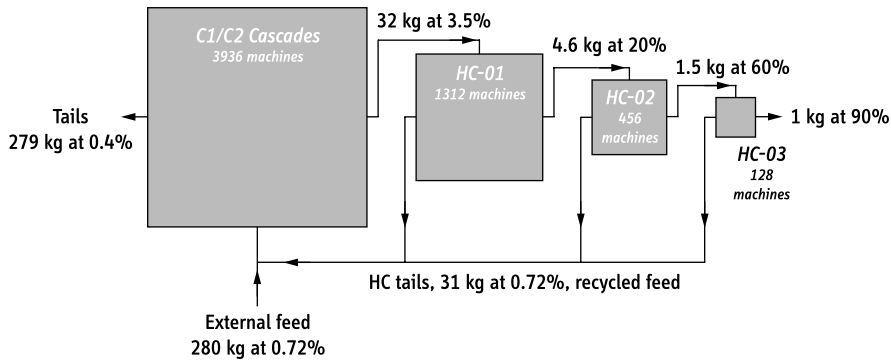 32 kg at 3.5%
C1/C2 Cascades
3936 machines
4.6 kg at 20%
HC-01
1312 machines
1.5 kg at 60%
HC-02
456
machines
Tails
279 kg at 0.4%
1 kg at 90%
HC-03
128
machines
HC tails, 31 kg at 0.72%, recycled feed
External feed
280 kg at 0.72%